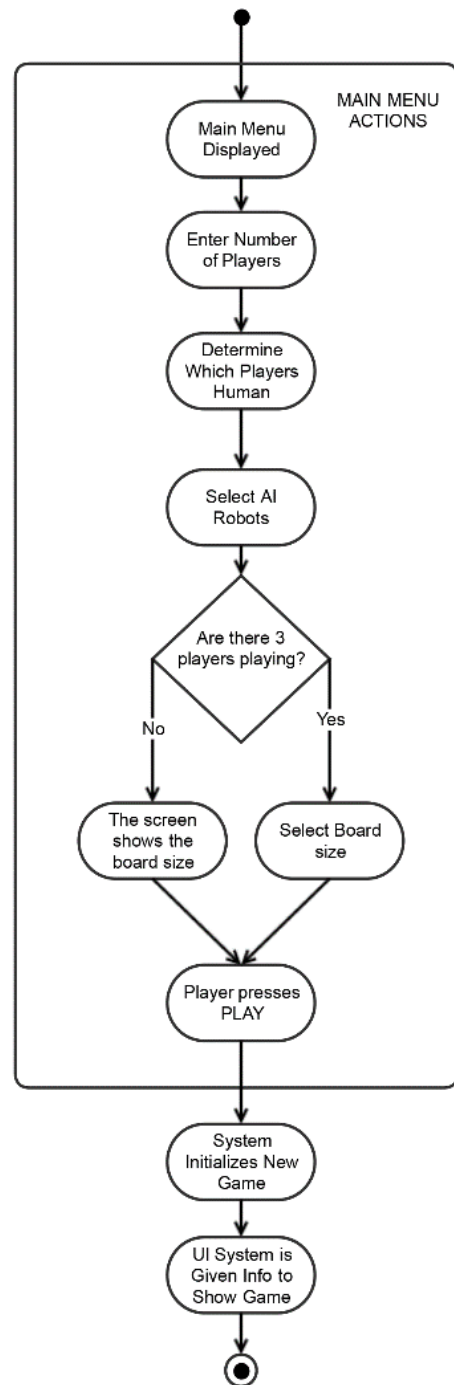 MAIN MENU
ACTIONS
Main Menu
Displayed
Enter Number
of Players
Determine
Which Players
Human
Select AI
Robots
Are there 3
players playing?
No
Yes
The screen
shows the
board size
Select Board
size
Player presses
PLAY
System
Initializes New
Game
UI System is
Given Info to
Show Game